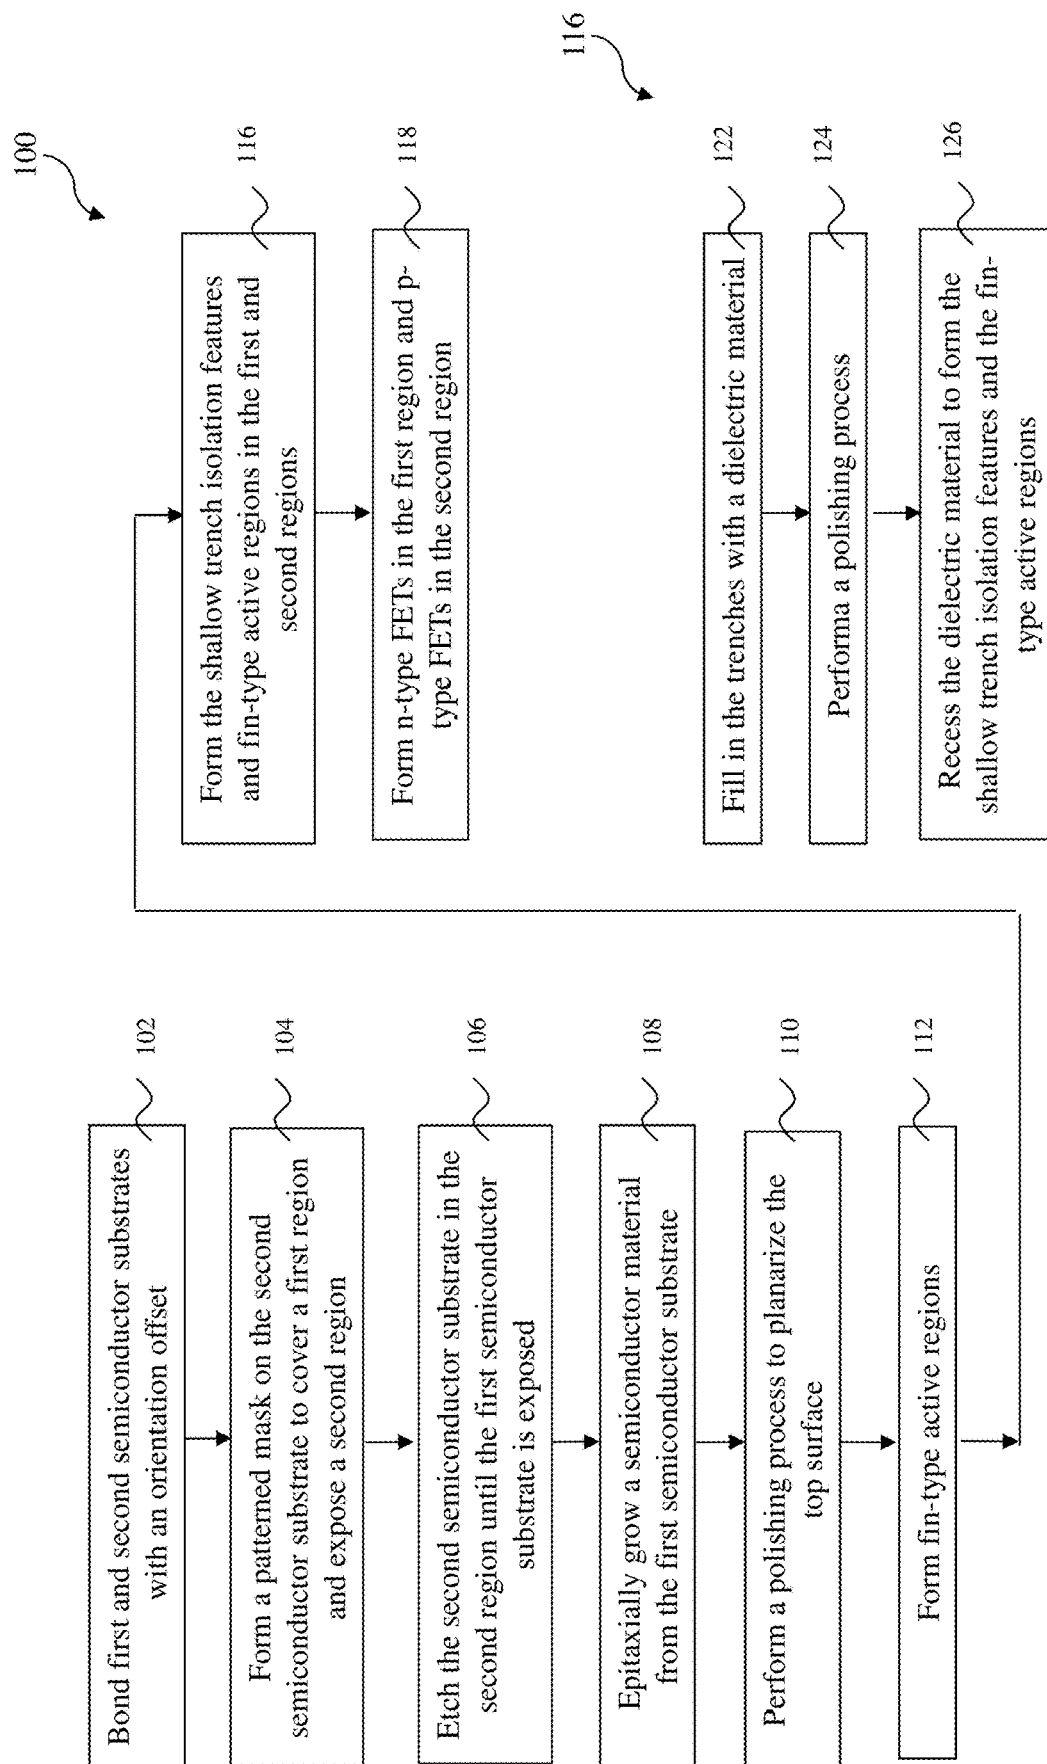 100
Bond first and second semiconductor substrates
with an orientation offset
102
Form a patterned mask on the second
semiconductor substrate to cover a first region
and expose a second region
104
Etch the second semiconductor substrate in the
second region until the first semiconductor
substrate is exposed
106
Epitaxially grow a semiconductor material
from the first semiconductor substrate
108
Perform a polishing process to planarize the
top surface
110
Form fin-type active regions
112
Form the shallow trench isolation features
and fin-type active regions in the first and
second regions
116
Form n-type FETs in the first region and p-
type FETs in the second region
118
116
Fill in the trenches with a dielectric material
122
Performa a polishing process
124
Recess the dielectric material to form the
shallow trench isolation features and the fin-
type active regions
126